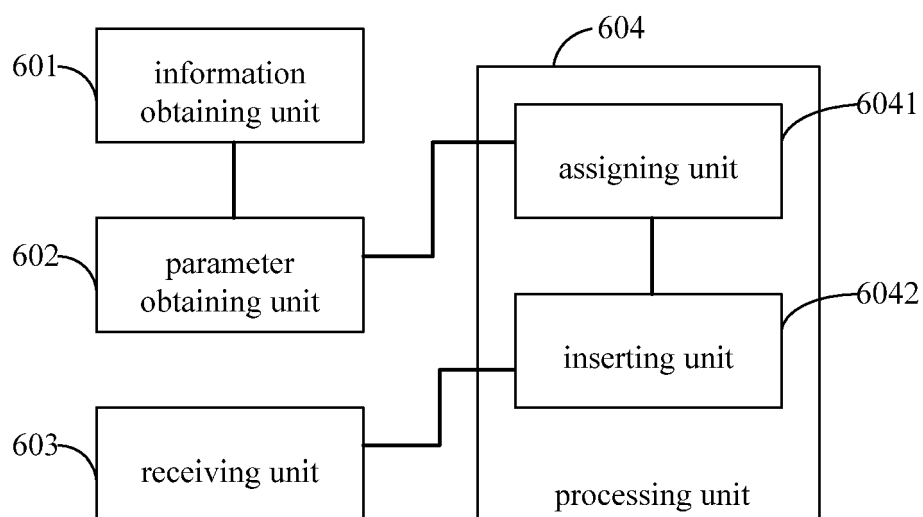 604
601
information
obtaining unit
6041
assigning unit
602
parameter
obtaining unit
6042
inserting unit
603
receiving unit
processing unit